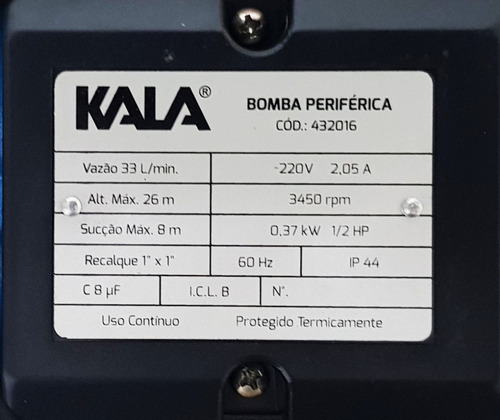 KALA®
BOMBA PERIFÉRICA
CÓD.: 432016
Vazão 33 L/min. ~220V 2,05 A
Alt. Máx. 26 m 3450 rpm
Sucção Máx. 8 m 0,37 kW 1/2 HP
Recalque 1" x 1" 60 Hz IP 44
C 8 µF I.C.L. B N°.
Uso Contínuo Protegido Termicamente